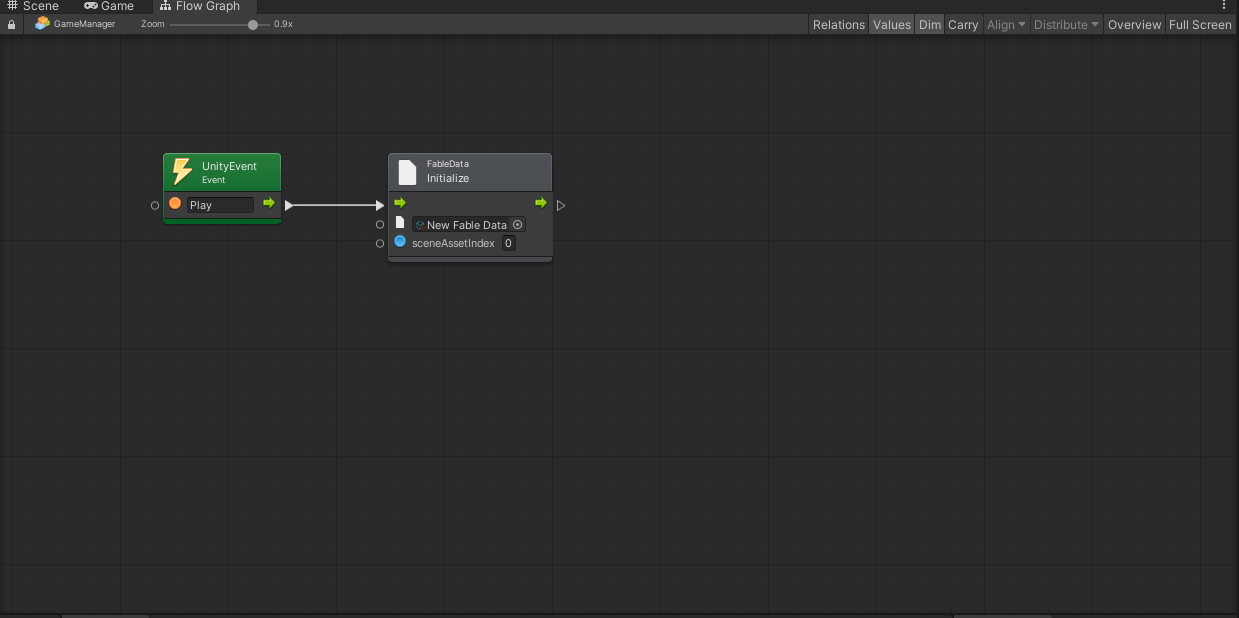 Scene Game Flow Graph
GameManager Zoom 0.9x Relations Values Dim Carry Align Distribute Overview Full Screen
UnityEvent
Event
Play
FableData
Initialize
New Fable Data
sceneAssetIndex 0